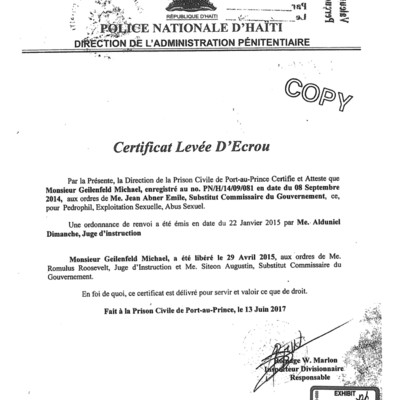 RÉPUBLIQUE D'HAÏTI
POLICE NATIONALE D'HAÏTI
DIRECTION DE L'ADMINISTRATION PÉNITENTIAIRE
COPY
Certificat Levée D'Ecrou
Par la Présente, la Direction de la Prison Civile de Port-au-Prince Certifie et Atteste que
Monsieur Geilenfeld Michael, enregistré au no. PN/H/14/09/081 en date du 08 Septembre
2014, aux ordres de Me. Jean Abner Emile, Substitut Commissaire du Gouvernement, ce,
pour Pedrophil, Exploitation Sexuelle, Abus Sexuel.
Une ordonnance de renvoi a été émis en date du 22 Janvier 2015 par Me. Alduniel
Dimanche, Juge d'instruction
Monsieur Geilenfeld Michael, a été libéré le 29 Avril 2015, aux ordres de Me.
Romulus Roosevelt, Juge d'Instruction et Me. Siteon Augustin, Substitut Commissaire du
Gouvernement.
En foi de quoi, ce certificat est délivré pour servir et valoir ce que de droit.
Fait à la Prison Civile de Port-au-Prince, le 13 Juin 2017
W. Marlon
Inspecteur Divisionnaire
Responsable
EXHIBIT